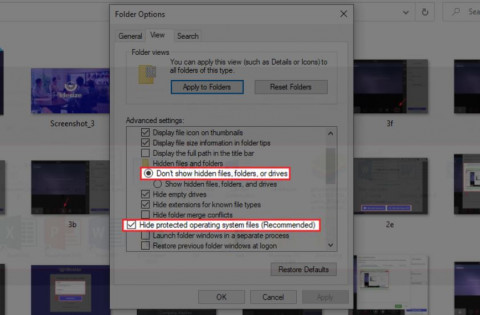 Folder Options
General View Search
Folder views
You can apply this view (such as Details or Icons) to
all folders of this type.
Apply to Folders Reset Folders
Advanced settings:
Display file icon on thumbnails
Display file size information in folder tips
Display the full path in the title bar
Hidden files and folders
Don't show hidden files, folders, or drives
Show hidden files, folders, and drives
Hide empty drives
Hide extensions for known file types
Hide folder merge conflicts
Hide protected operating system files (Recommended)
Launch folder windows in a separate process
Restore previous folder windows at logon
Restore Defaults
OK Cancel Apply
Screenshot_3
3b
3f
2e